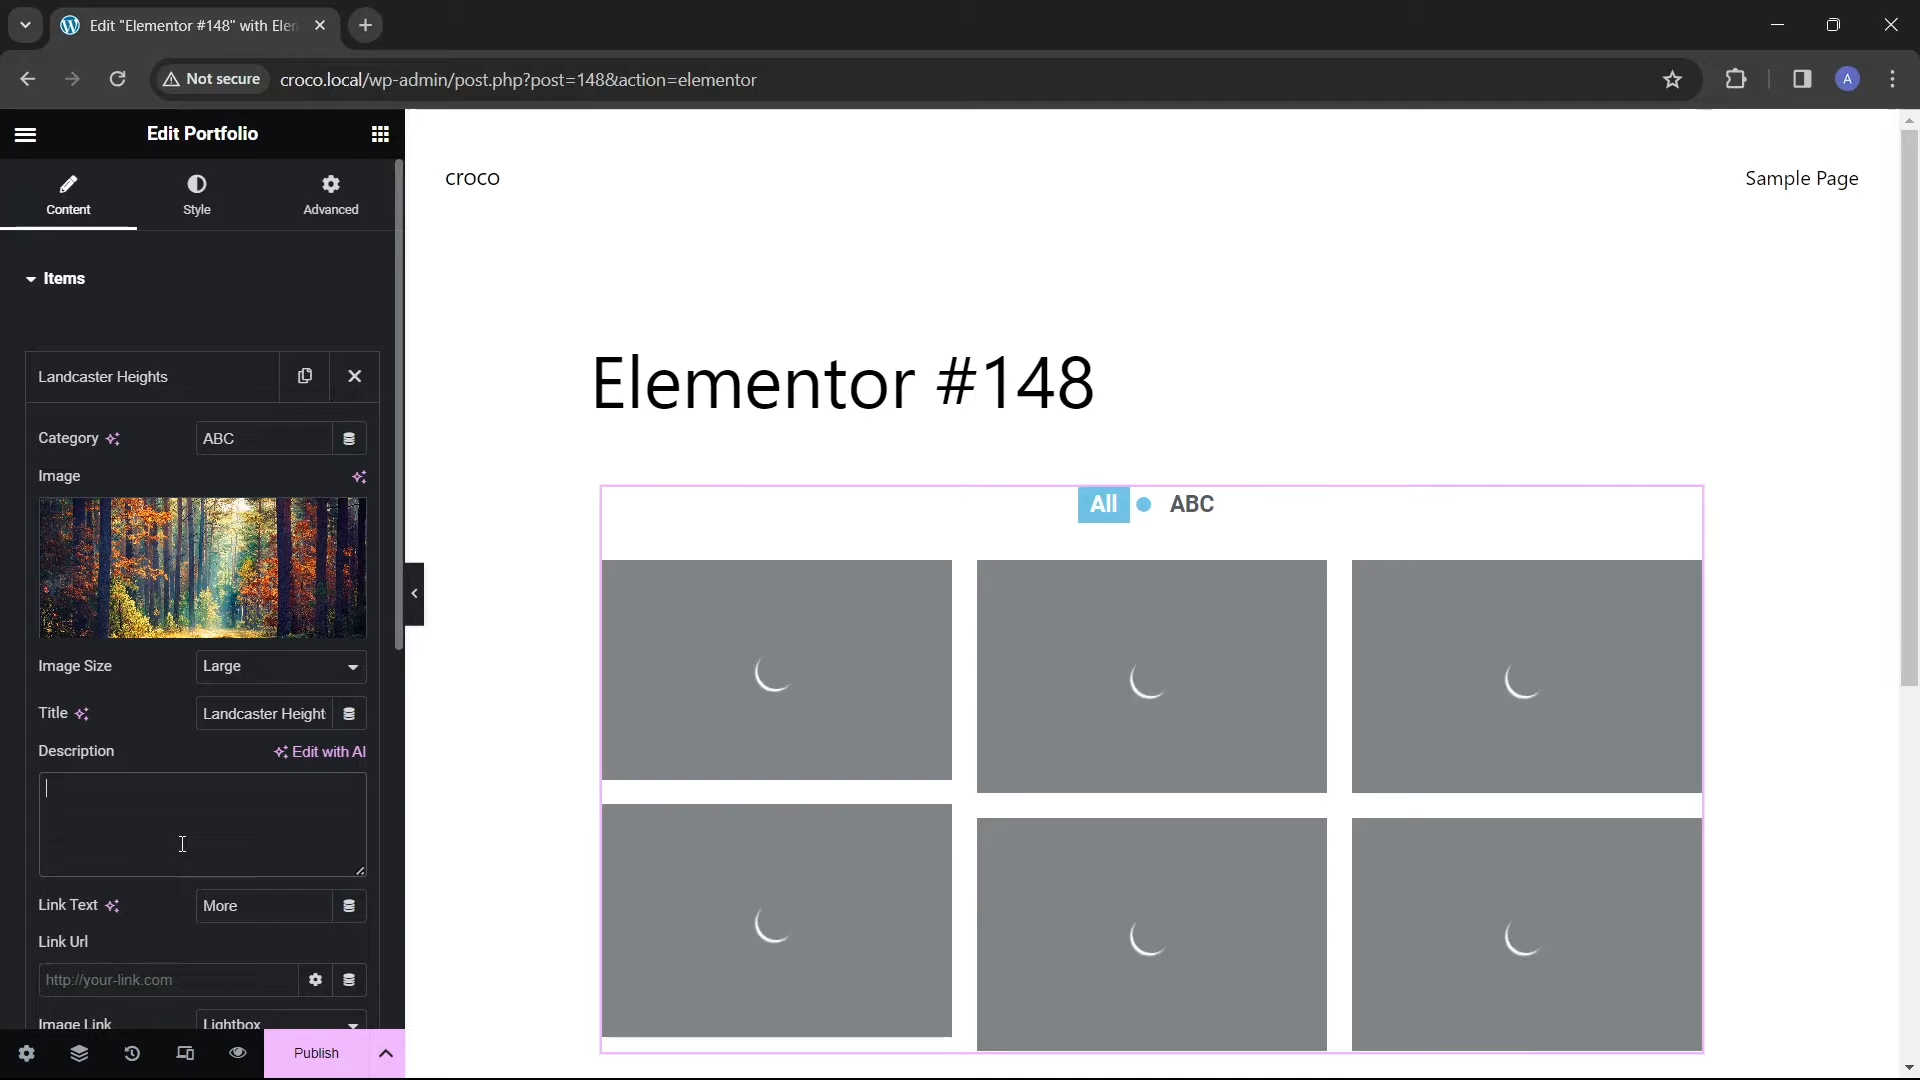 Edit "Elementor #148" with Eler
Not secure
croco.local/wp-admin/post.php?post=148&action=elementor
A
Edit Portfolio
Content
Style
Advanced
Items
Landcaster Heights
Category
ABC
Image
Image Size
Large
Title
Landcaster Height
Description
Edit with AI
Link Text
More
Link Url
http://your-link.com
Image Link
Lightbox
Publish
croco
Sample Page
Elementor #148
All
ABC